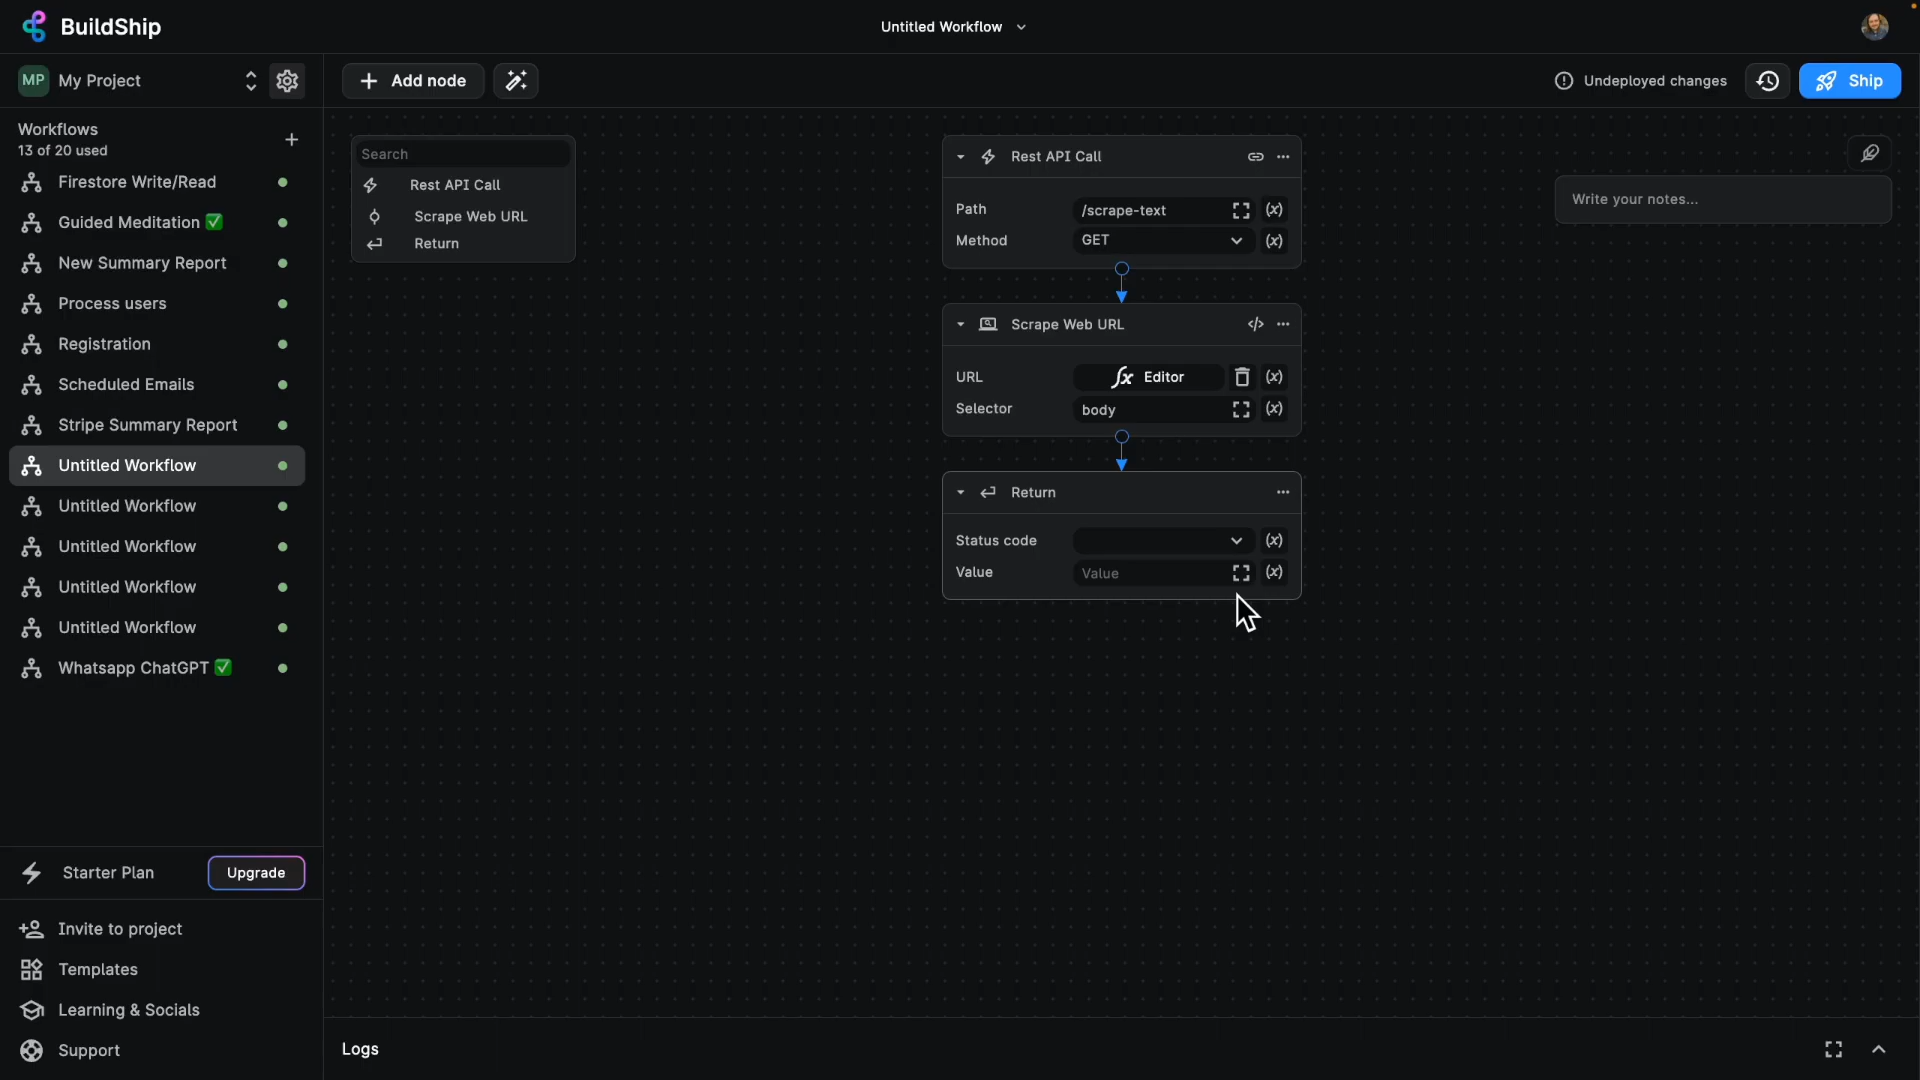 BuildShip
Untitled Workflow
MP My Project
Add node
Undeployed changes
Ship
Workflows
13 of 20 used
Firestore Write/Read
Guided Meditation ✅
New Summary Report
Process users
Registration
Scheduled Emails
Stripe Summary Report
Untitled Workflow
Untitled Workflow
Untitled Workflow
Untitled Workflow
Untitled Workflow
Whatsapp ChatGPT ✅
Starter Plan
Upgrade
Invite to project
Templates
Learning & Socials
Support
Search
Rest API Call
Scrape Web URL
Return
Rest API Call
Path /scrape-text (x)
Method GET (x)
Scrape Web URL
URL fx Editor (x)
Selector body (x)
Return
Status code (x)
Value Value (x)
Write your notes...
Logs